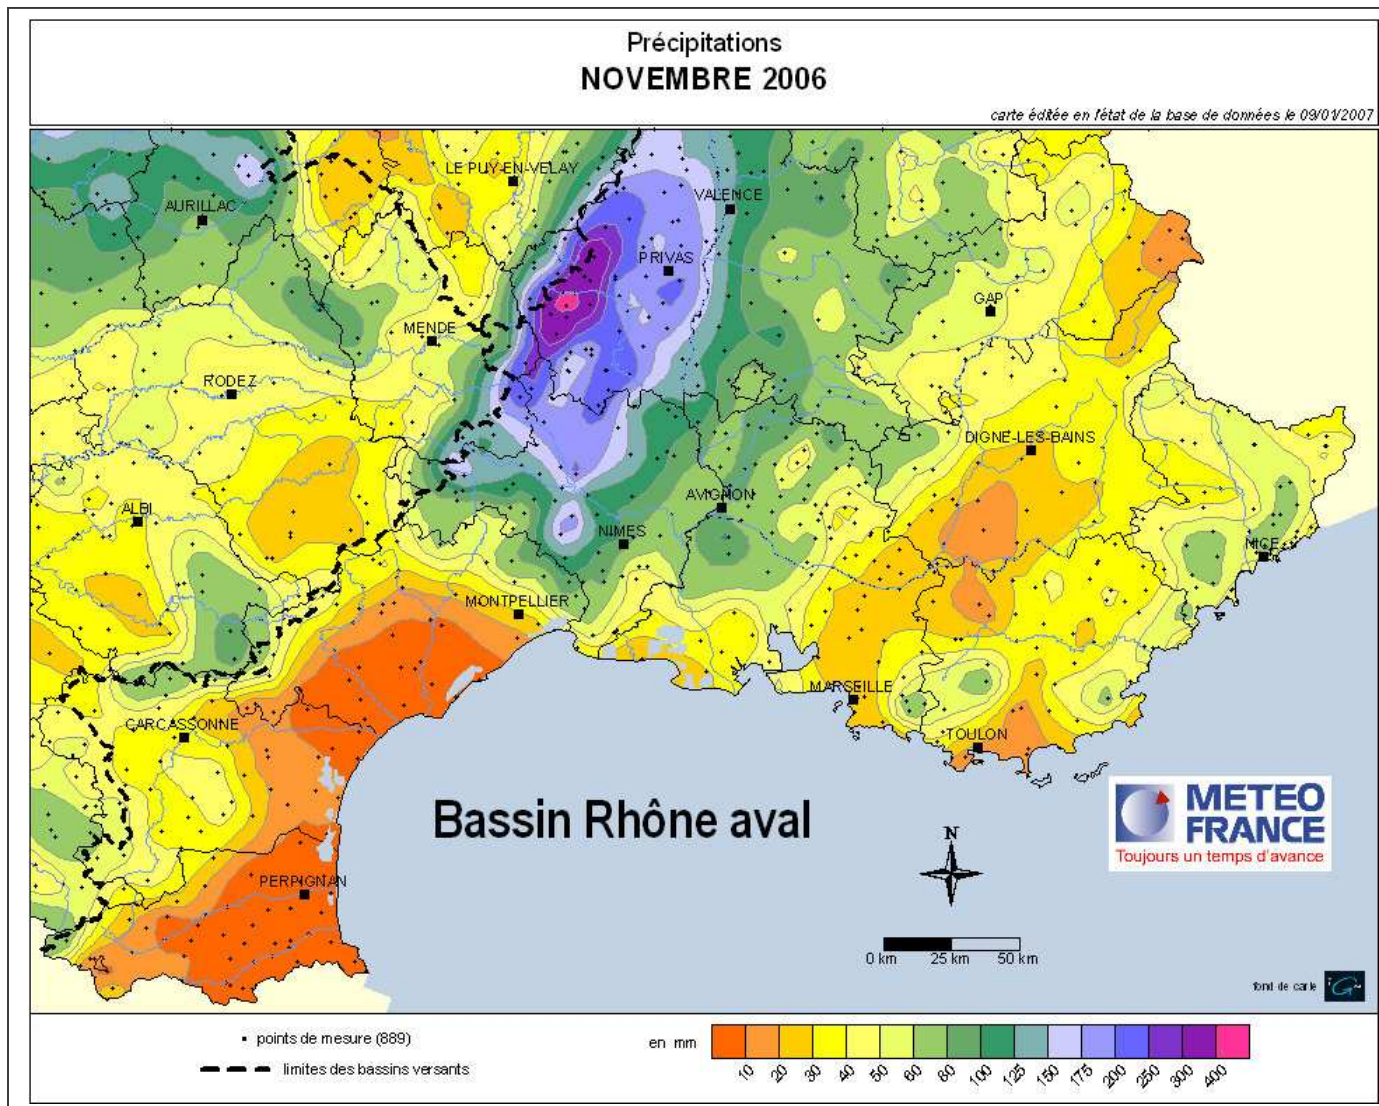 Précipitations
NOVEMBRE 2006
carte éditée en l'état de la base de données le 09/01/2007
LE PUY-EN-VELAY
VALENCE
AURILLAC
PRIVAS
GAP
MENDE
RODEZ
DIGNE-LES-BAINS
AVIGNON
ALBI
NIMES
NICE
MONTPELLIER
MARSEILLE
CARCASSONNE
TOULON
Bassin Rhône aval
METEO
FRANCE
Toujours un temps d'avance
N
PERPIGNAN
0 km 25 km 50 km
fond de carte
points de mesure (889)
limites des bassins versants
en mm
10 20 30 40 50 60 80 100 125 150 175 200 250 300 400